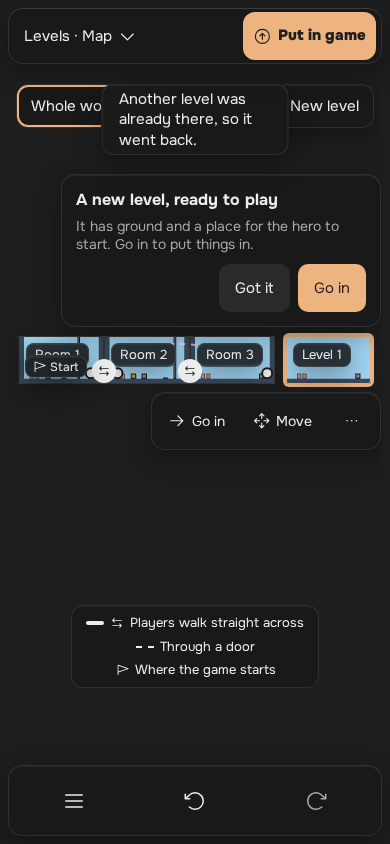 Levels · Map
Put in game
Whole wo
Another level was
already there, so it
went back.
New level
A new level, ready to play
It has ground and a place for the hero to
start. Go in to put things in.
Got it
Go in
Room 1
Room 2
Room 3
Level 1
Start
Go in
Move
...
Players walk straight across
Through a door
Where the game starts